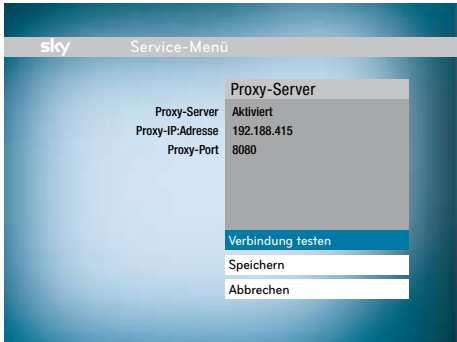 sky Service-Menü
Proxy-Server
Proxy-Server Aktiviert
Proxy-IP:Adresse 192.188.415
Proxy-Port 8080
Verbindung testen
Speichern
Abbrechen